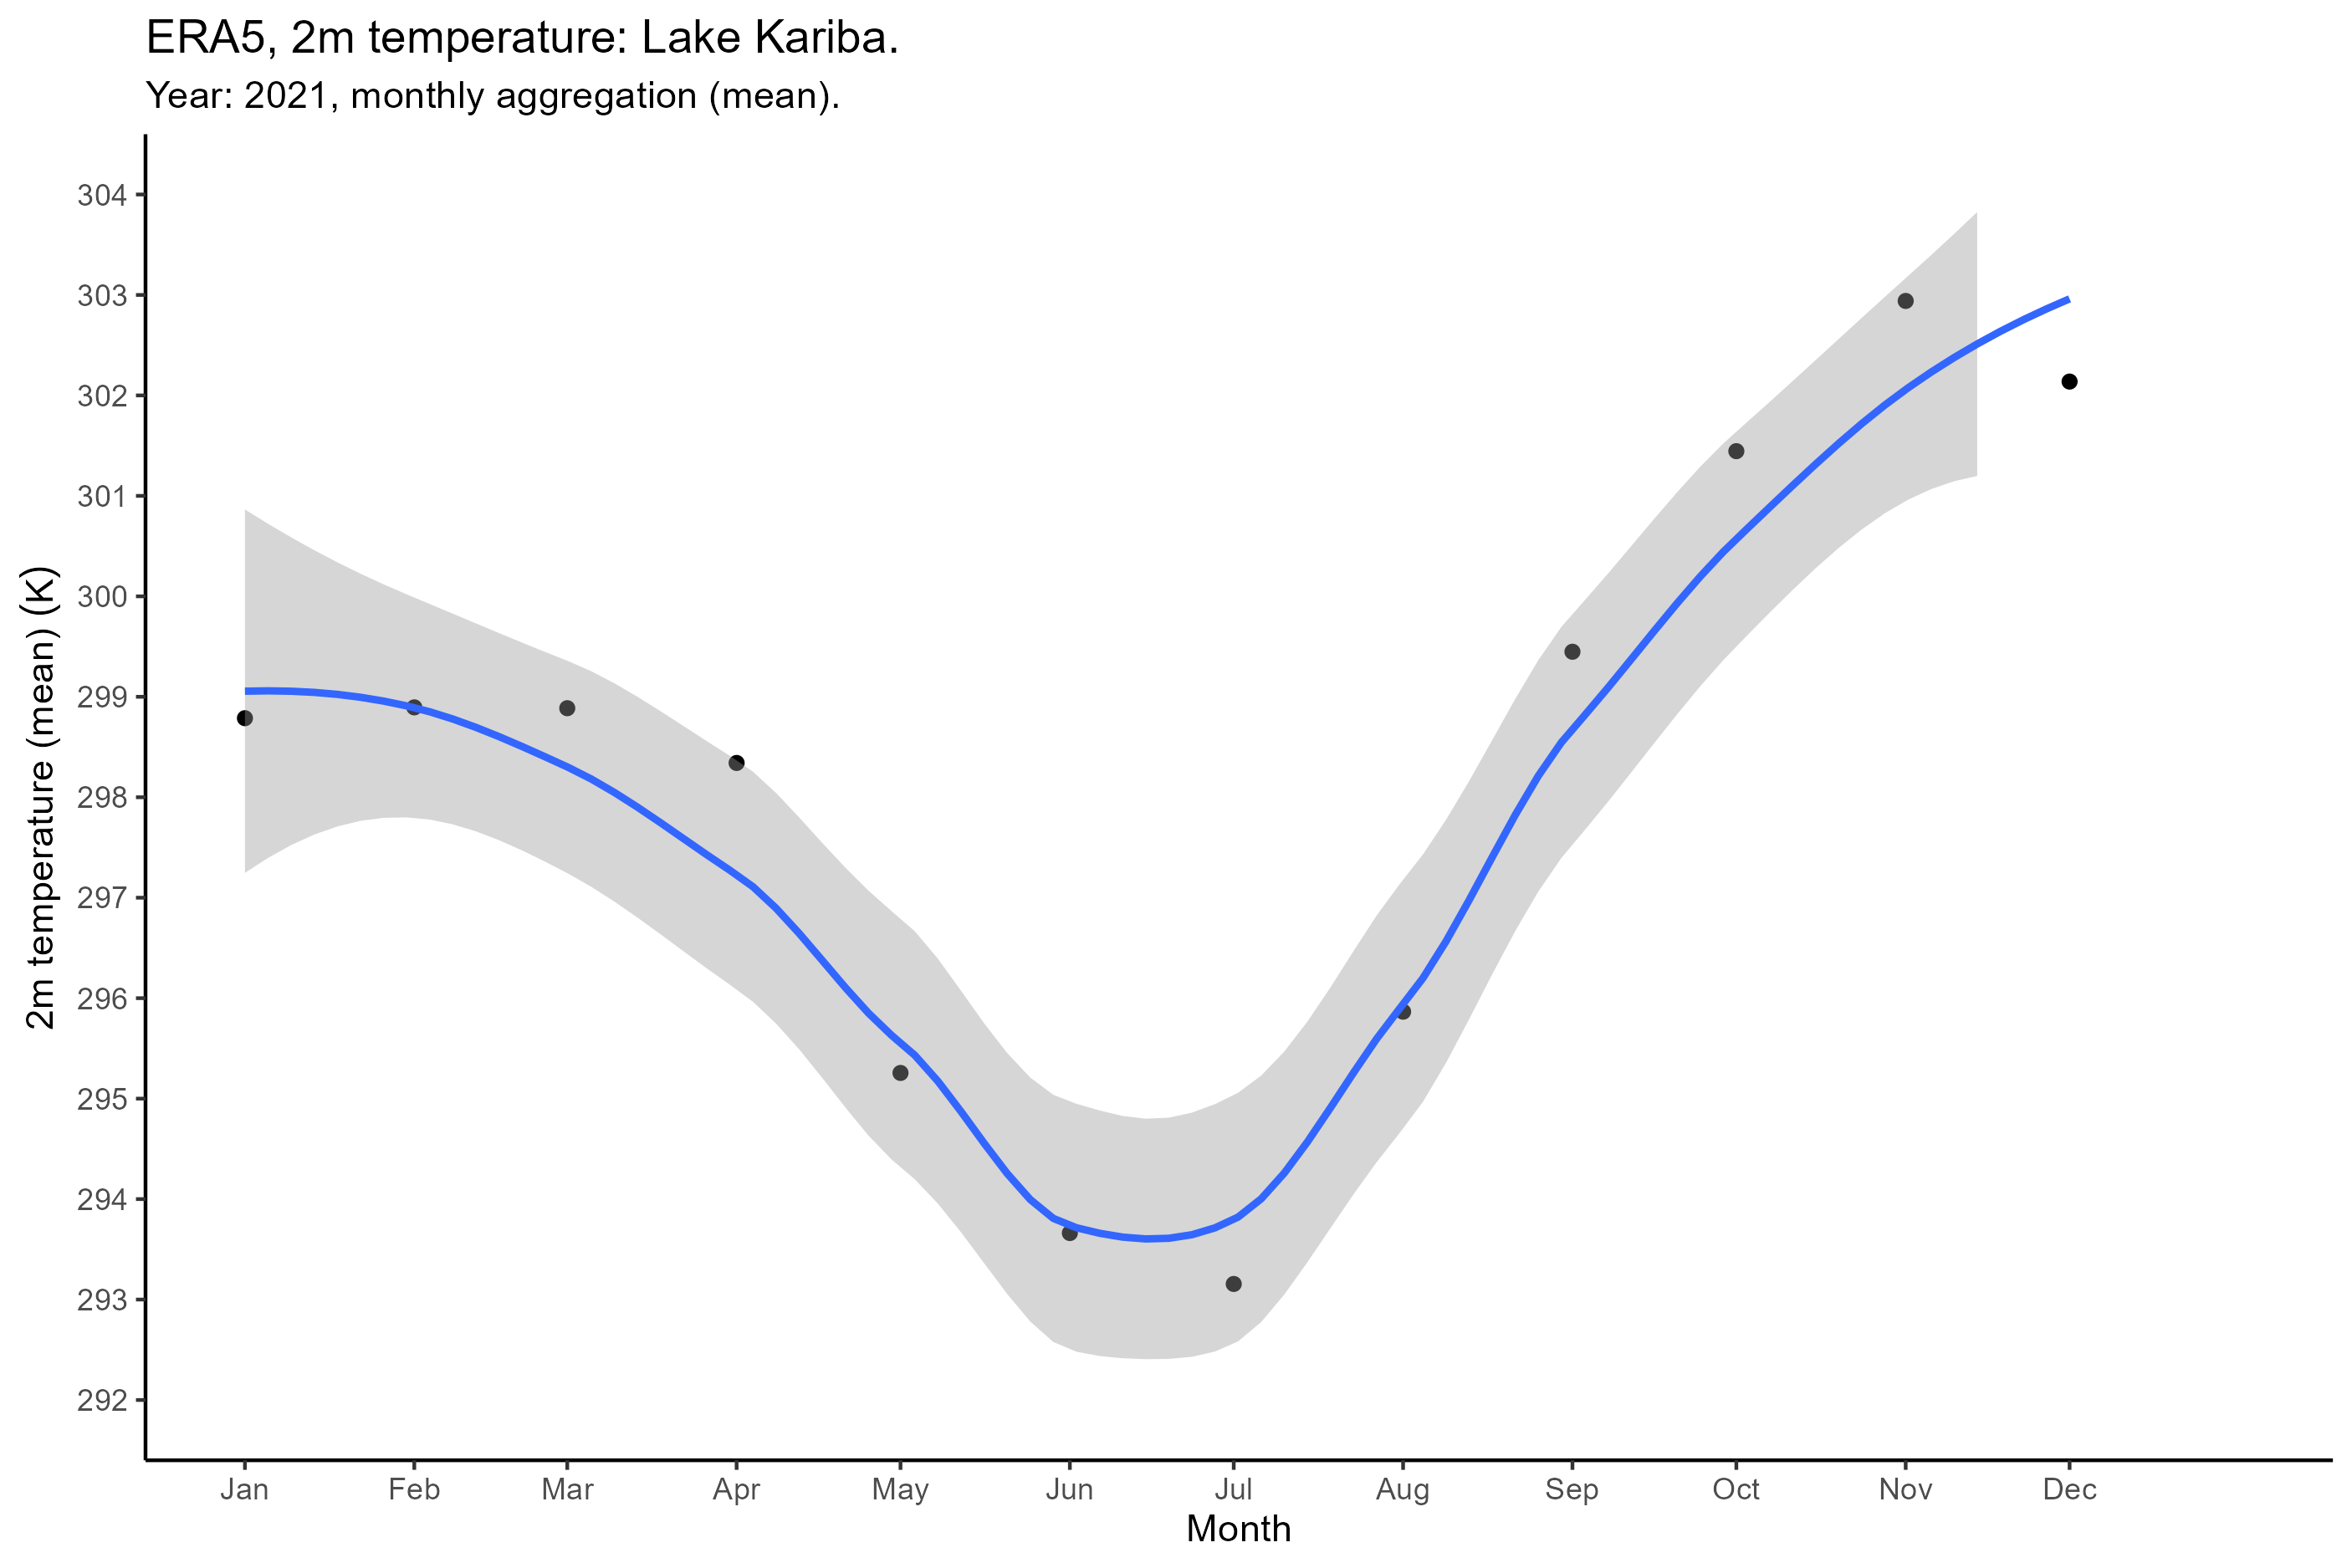 ERA5, 2m temperature: Lake Kariba.
Year: 2021, monthly aggregation (mean).
2m temperature (mean) (K)
304
303
302
301
300
299
298
297
296
295
294
293
292
Jan Feb Mar Apr May Jun Jul Aug Sep Oct Nov Dec
Month